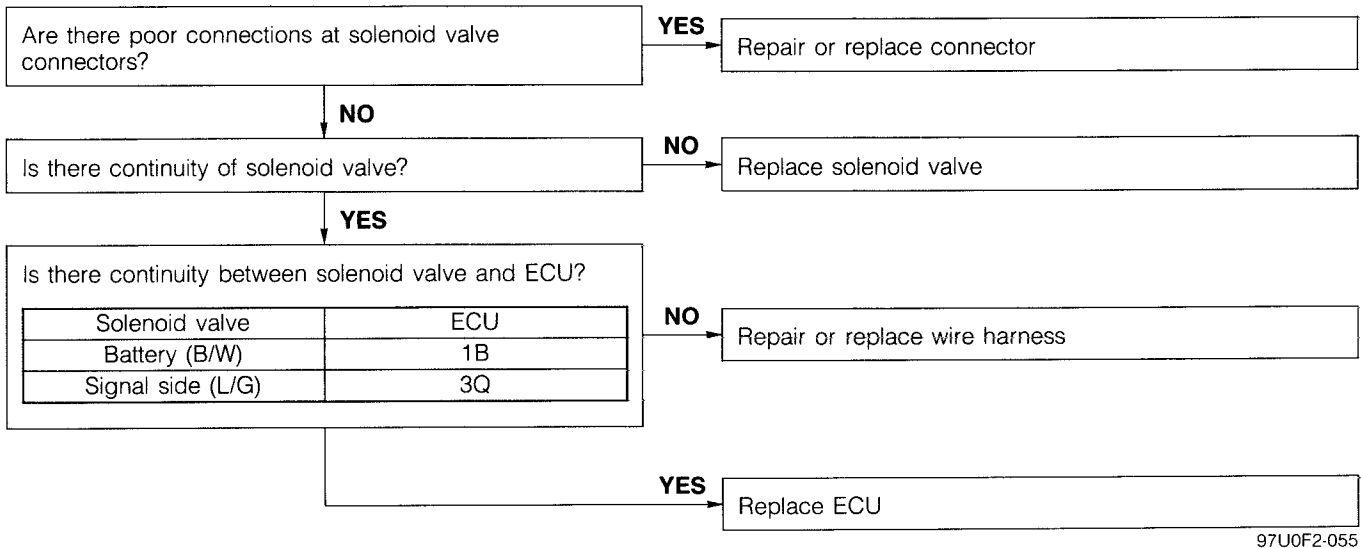 Are there poor connections at solenoid valve
connectors?
YES
Repair or replace connector
NO
Is there continuity of solenoid valve?
NO
Replace solenoid valve
YES
Is there continuity between solenoid valve and ECU?
Solenoid valve ECU
Battery (B/W) 1B
Signal side (L/G) 3Q
NO
Repair or replace wire harness
YES
Replace ECU
97U0F2-055